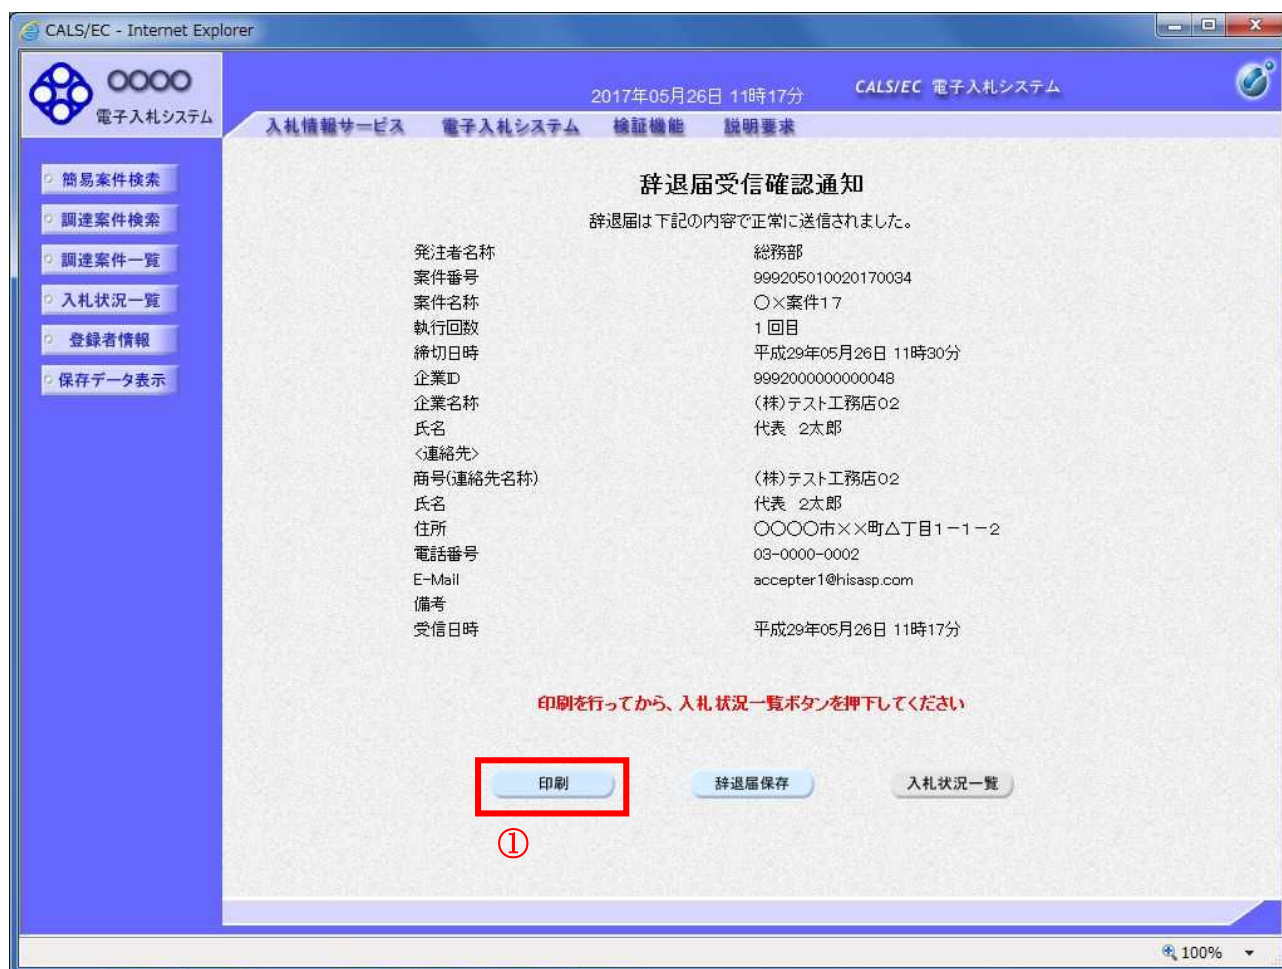 CALS/EC - Internet Explorer
〇〇〇〇
電子入札システム
2017年05月26日 11時17分
CALS/EC 電子入札システム
入札情報サービス 電子入札システム 検証機能 説明要求
簡易案件検索
調達案件検索
調達案件一覧
入札状況一覧
登録者情報
保存データ表示
辞退届受信確認通知
辞退届は下記の内容で正常に送信されました。
発注者名称 総務部
案件番号 999205010020170034
案件名称 〇×案件17
執行回数 1回目
締切日時 平成29年05月26日 11時30分
企業ID 9992000000000048
企業名称 (株)テスト工務店02
氏名 代表 2太郎
<連絡先>
商号(連絡先名称) (株)テスト工務店02
氏名 代表 2太郎
住所 〇〇〇〇市××町△丁目1-1-2
電話番号 03-0000-0002
E-Mail accepter1@hisasp.com
備考
受信日時 平成29年05月26日 11時17分
印刷を行ってから、入札状況一覧ボタンを押下してください
印刷 辞退届保存 入札状況一覧
①
100%